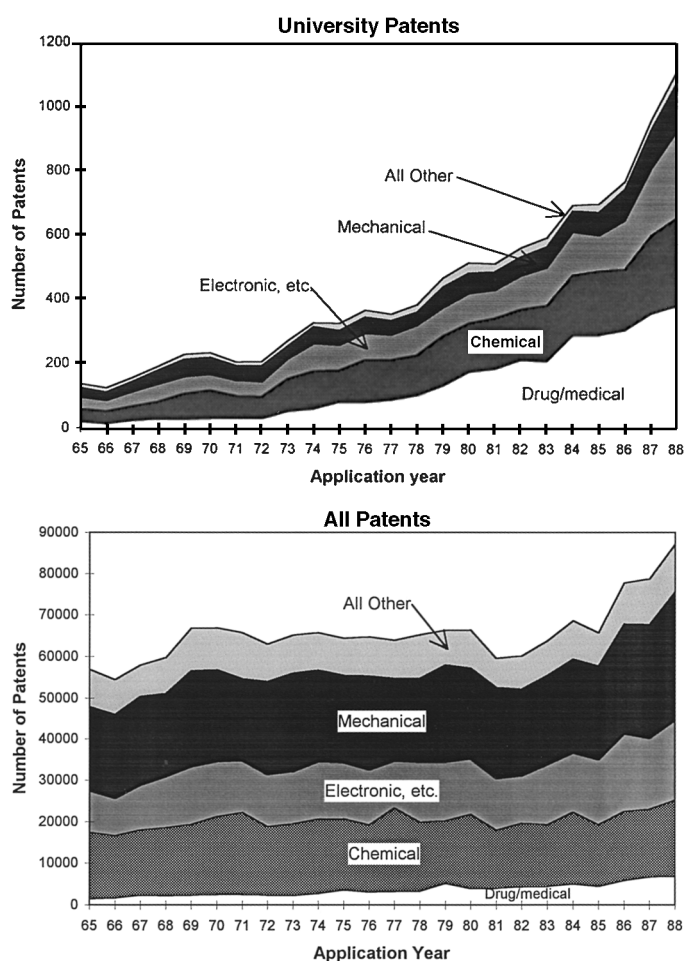 University Patents
1200
1000
800
600
400
200
0
Number of Patents
All Other
Mechanical
Electronic, etc.
Chemical
Drug/medical
65 66 67 68 69 70 71 72 73 74 75 76 77 78 79 80 81 82 83 84 85 86 87 88
Application year
All Patents
90000
80000
70000
60000
50000
40000
30000
20000
10000
0
Number of Patents
All Other
Mechanical
Electronic, etc.
Chemical
Drug/medical
65 66 67 68 69 70 71 72 73 74 75 76 77 78 79 80 81 82 83 84 85 86 87 88
Application Year